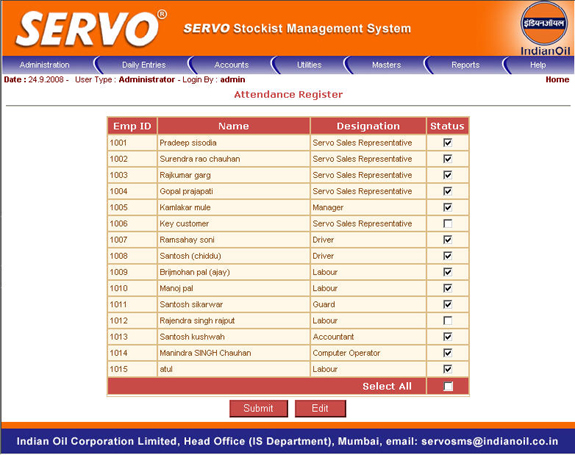 SERVO® SERVO Stockist Management System
इंडियनऑयल
IndianOil
Administration Daily Entries Accounts Utilities Masters Reports Help
Date : 24.9.2008 - User Type : Administrator - Login By : admin Home
Attendance Register
Emp ID Name Designation Status
1001 Pradeep sisodia Servo Sales Representative
1002 Surendra rao chauhan Servo Sales Representative
1003 Rajkumar garg Servo Sales Representative
1004 Gopal prajapati Servo Sales Representative
1005 Kamlakar mule Manager
1006 Key customer Servo Sales Representative
1007 Ramsahay soni Driver
1008 Santosh (chiddu) Driver
1009 Brijmohan pal (ajay) Labour
1010 Manoj pal Labour
1011 Santosh sikarwar Guard
1012 Rajendra singh rajput Labour
1013 Santosh kushwah Accountant
1014 Manindra SINGH Chauhan Computer Operator
1015 atul Labour
Select All
Submit Edit
Indian Oil Corporation Limited, Head Office (IS Department), Mumbai, email: servosms@indianoil.co.in